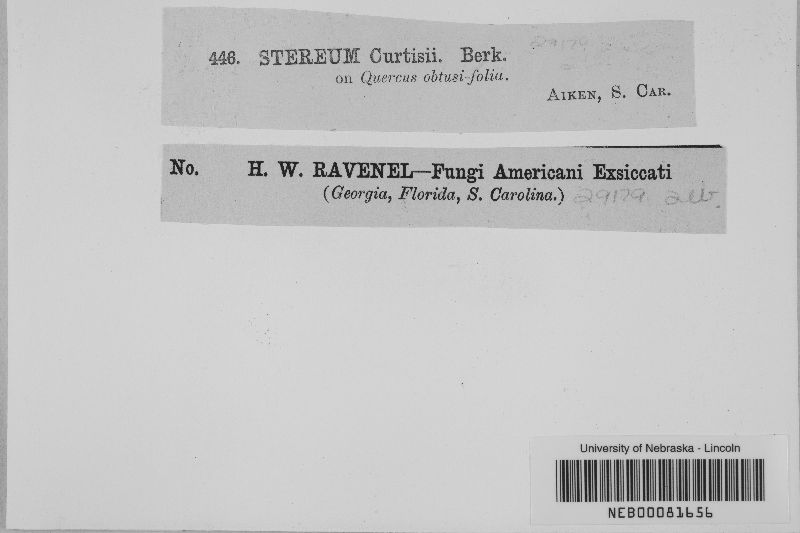 446. STEREUM Curtisii. Berk.
on Quercus obtusi-folia.
AIKEN, S. CAR.
No. H. W. RAVENEL—Fungi Americani Exsiccati
(Georgia, Florida, S. Carolina.) 29179
University of Nebraska - Lincoln
NEB00081656